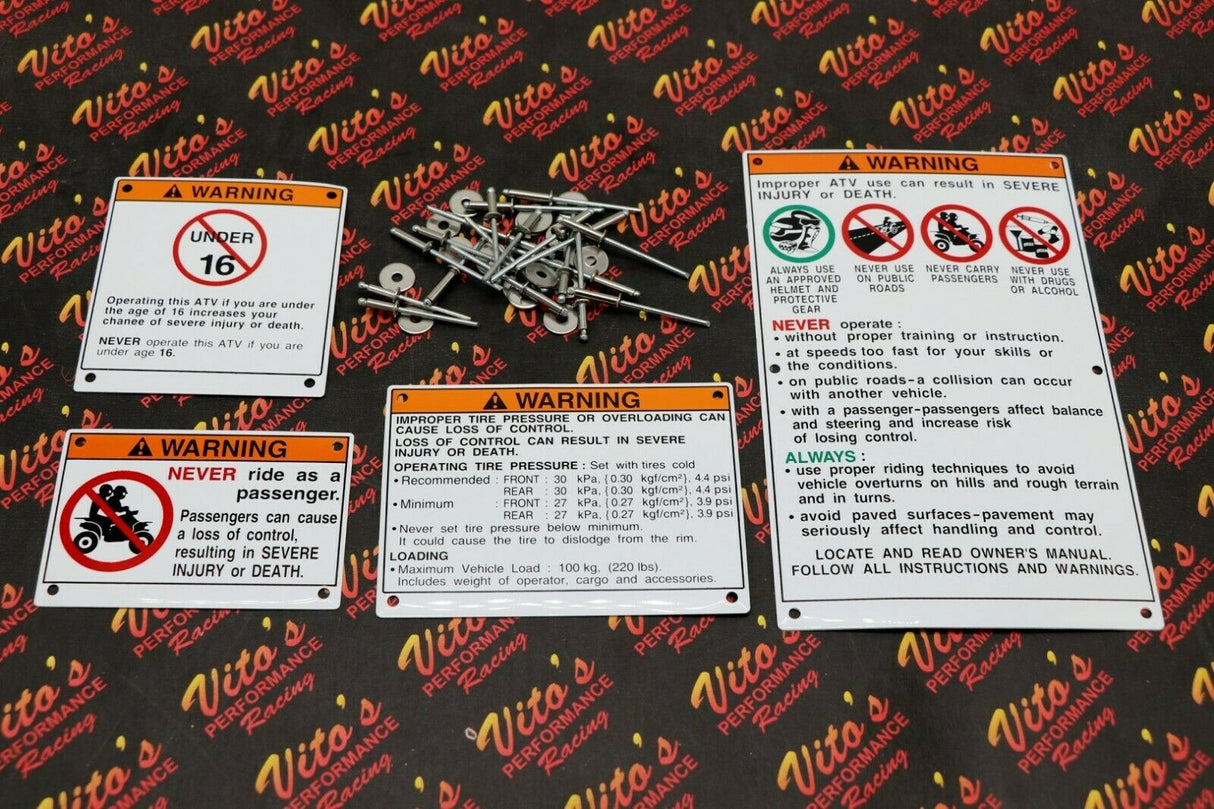 WARNING
UNDER
16
Operating this ATV if you are under
the age of 16 increases your
chanee of severe injury or death.
NEVER operate this ATV if you are
under age 16.
WARNING
NEVER ride as a
passenger.
Passengers can cause
a loss of control,
resulting in SEVERE
INJURY or DEATH.
WARNING
IMPROPER TIRE PRESSURE OR OVERLOADING CAN
CAUSE LOSS OF CONTROL.
LOSS OF CONTROL CAN RESULT IN SEVERE
INJURY OR DEATH.
OPERATING TIRE PRESSURE : Set with tires cold
• Recommended : FRONT : 30 kPa, {0.30 kgf/cm²}, 4.4 psi
REAR : 30 kPa, {0.30 kgf/cm²}, 4.4 psi
• Minimum : FRONT : 27 kPa, {0.27 kgf/cm²}, 3.9 psi
REAR : 27 kPa, {0.27 kgf/cm²}, 3.9 psi
• Never set tire pressure below minimum.
It could cause the tire to dislodge from the rim.
LOADING
• Maximum Vehicle Load : 100 kg, (220 lbs).
Includes weight of operator, cargo and accessories.
WARNING
Improper ATV use can result in SEVERE
INJURY or DEATH.
ALWAYS USE
AN APPROVED
HELMET AND
PROTECTIVE
GEAR
NEVER USE
ON PUBLIC
ROADS
NEVER CARRY
PASSENGERS
NEVER USE
WITH DRUGS
OR ALCOHOL
NEVER operate :
• without proper training or instruction.
• at speeds too fast for your skills or
the conditions.
• on public roads-a collision can occur
with another vehicle.
• with a passenger-passengers affect balance
and steering and increase risk
of losing control.
ALWAYS :
• use proper riding techniques to avoid
vehicle overturns on hills and rough terrain
and in turns.
• avoid paved surfaces-pavement may
seriously affect handling and control.
LOCATE AND READ OWNER'S MANUAL.
FOLLOW ALL INSTRUCTIONS AND WARNINGS.
Vito's
PERFORMANCE
Racing